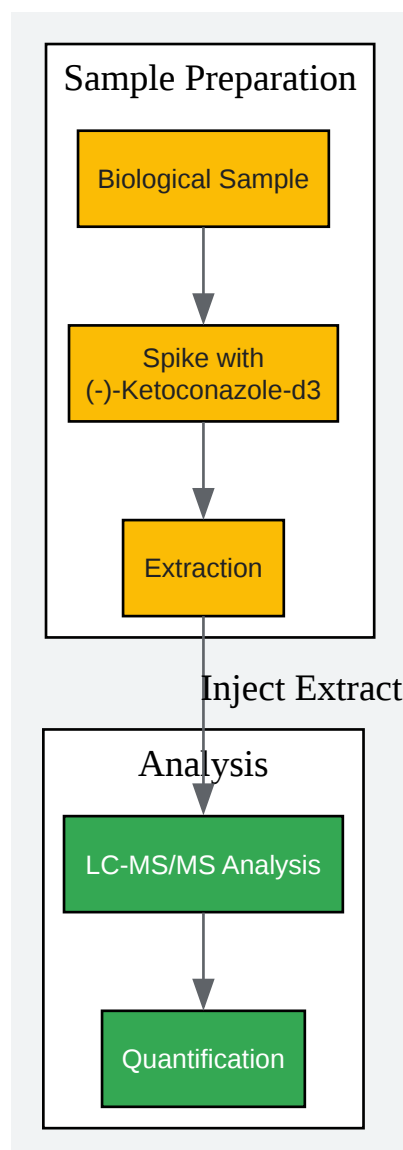 Sample Preparation
Biological Sample
Spike with
(-)-Ketoconazole-d3
Extraction
Inject Extract
Analysis
LC-MS/MS Analysis
Quantification